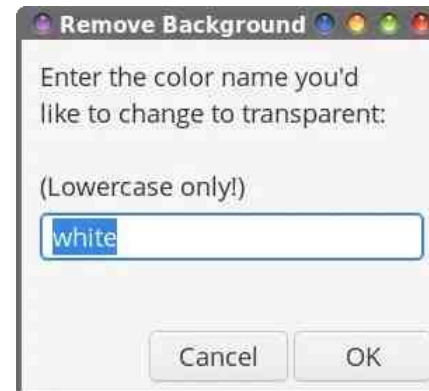 Remove Background
Enter the color name you'd
like to change to transparent:
(Lowercase only!)
white
Cancel
OK